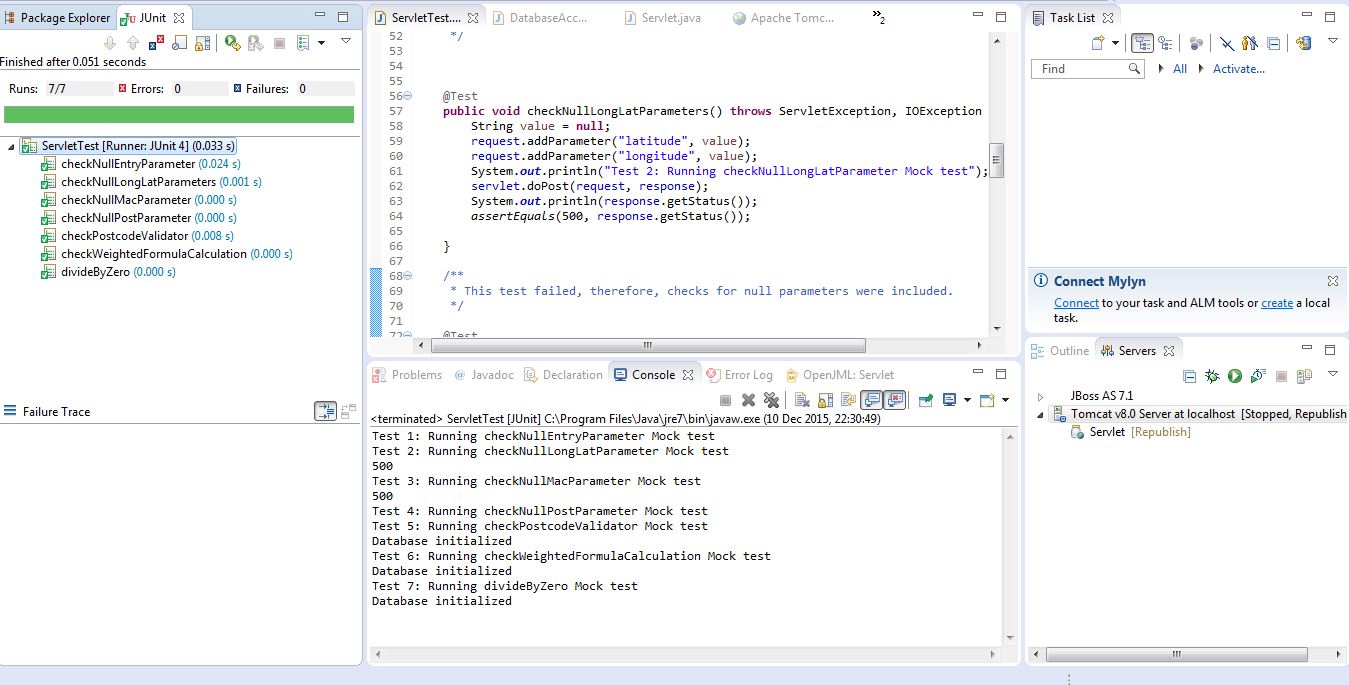 Package Explorer
JUnit
Finished after 0.051 seconds
Runs: 7/7 Errors: 0 Failures: 0
ServletTest [Runner: JUnit 4] (0.033 s)
checkNullEntryParameter (0.024 s)
checkNullLongLatParameters (0.001 s)
checkNullMacParameter (0.000 s)
checkNullPostParameter (0.000 s)
checkPostcodeValidator (0.008 s)
checkWeightedFormulaCalculation (0.000 s)
divideByZero (0.000 s)
Failure Trace
ServletTest.... DatabaseAcc... Servlet.java Apache Tomc... »2
52 */
53
54
55
56 @Test
57 public void checkNullLongLatParameters() throws ServletException, IOException
58 String value = null;
59 request.addParameter("latitude", value);
60 request.addParameter("longitude", value);
61 System.out.println("Test 2: Running checkNullLongLatParameter Mock test");
62 servlet.doPost(request, response);
63 System.out.println(response.getStatus());
64 assertEquals(500, response.getStatus());
65
66 }
67
68 /**
69 * This test failed, therefore, checks for null parameters were included.
70 */
71
72 @Test
Problems @ Javadoc Declaration Console Error Log OpenJML: Servlet
<terminated> ServletTest [JUnit] C:\Program Files\Java\jre7\bin\javaw.exe (10 Dec 2015, 22:30:49)
Test 1: Running checkNullEntryParameter Mock test
Test 2: Running checkNullLongLatParameter Mock test
500
Test 3: Running checkNullMacParameter Mock test
500
Test 4: Running checkNullPostParameter Mock test
Test 5: Running checkPostcodeValidator Mock test
Database initialized
Test 6: Running checkWeightedFormulaCalculation Mock test
Database initialized
Test 7: Running divideByZero Mock test
Database initialized
Task List
Find All Activate...
Connect Mylyn
Connect to your task and ALM tools or create a local
task.
Outline Servers
JBoss AS 7.1
Tomcat v8.0 Server at localhost [Stopped, Republish
Servlet [Republish]